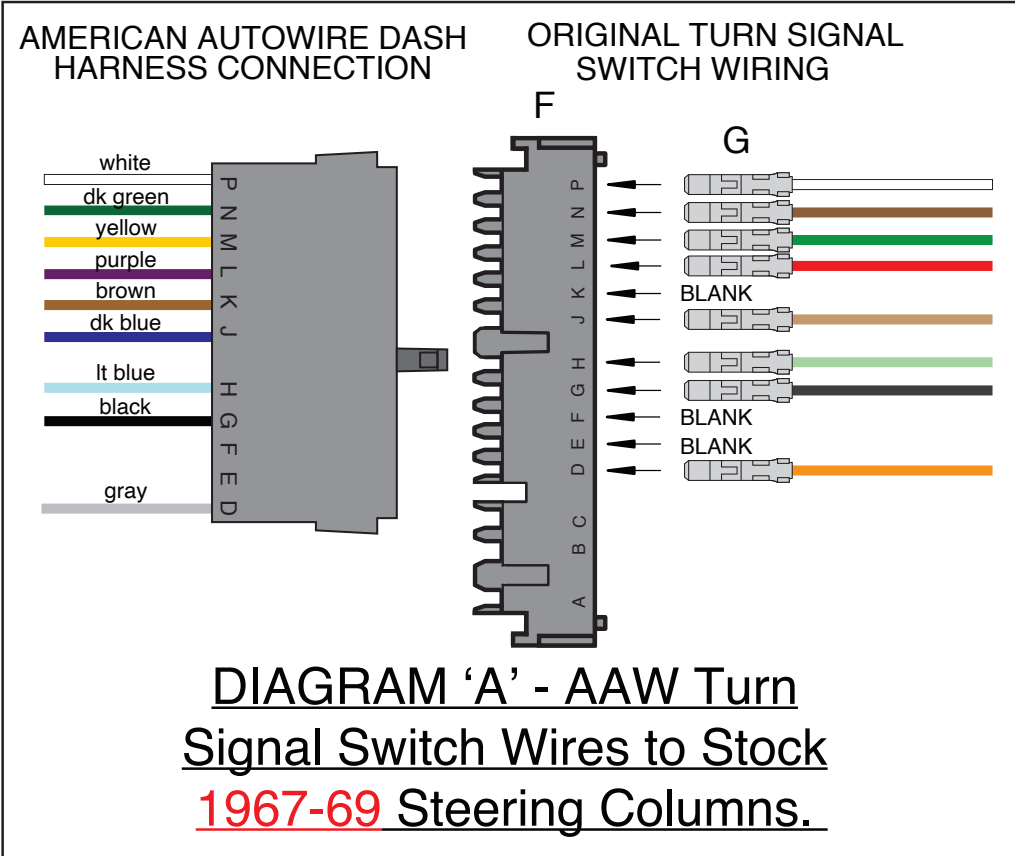 AMERICAN AUTOWIRE DASH
HARNESS CONNECTION
ORIGINAL TURN SIGNAL
SWITCH WIRING
F
G
white
dk green
yellow
purple
brown
dk blue
lt blue
black
gray
P
N
M
L
K
J
H
G
F
E
D
P
N
M
L
K
J
H
G
F
E
D
C
B
A
BLANK
BLANK
BLANK
DIAGRAM ‘A’ - AAW Turn
Signal Switch Wires to Stock
1967-69 Steering Columns.